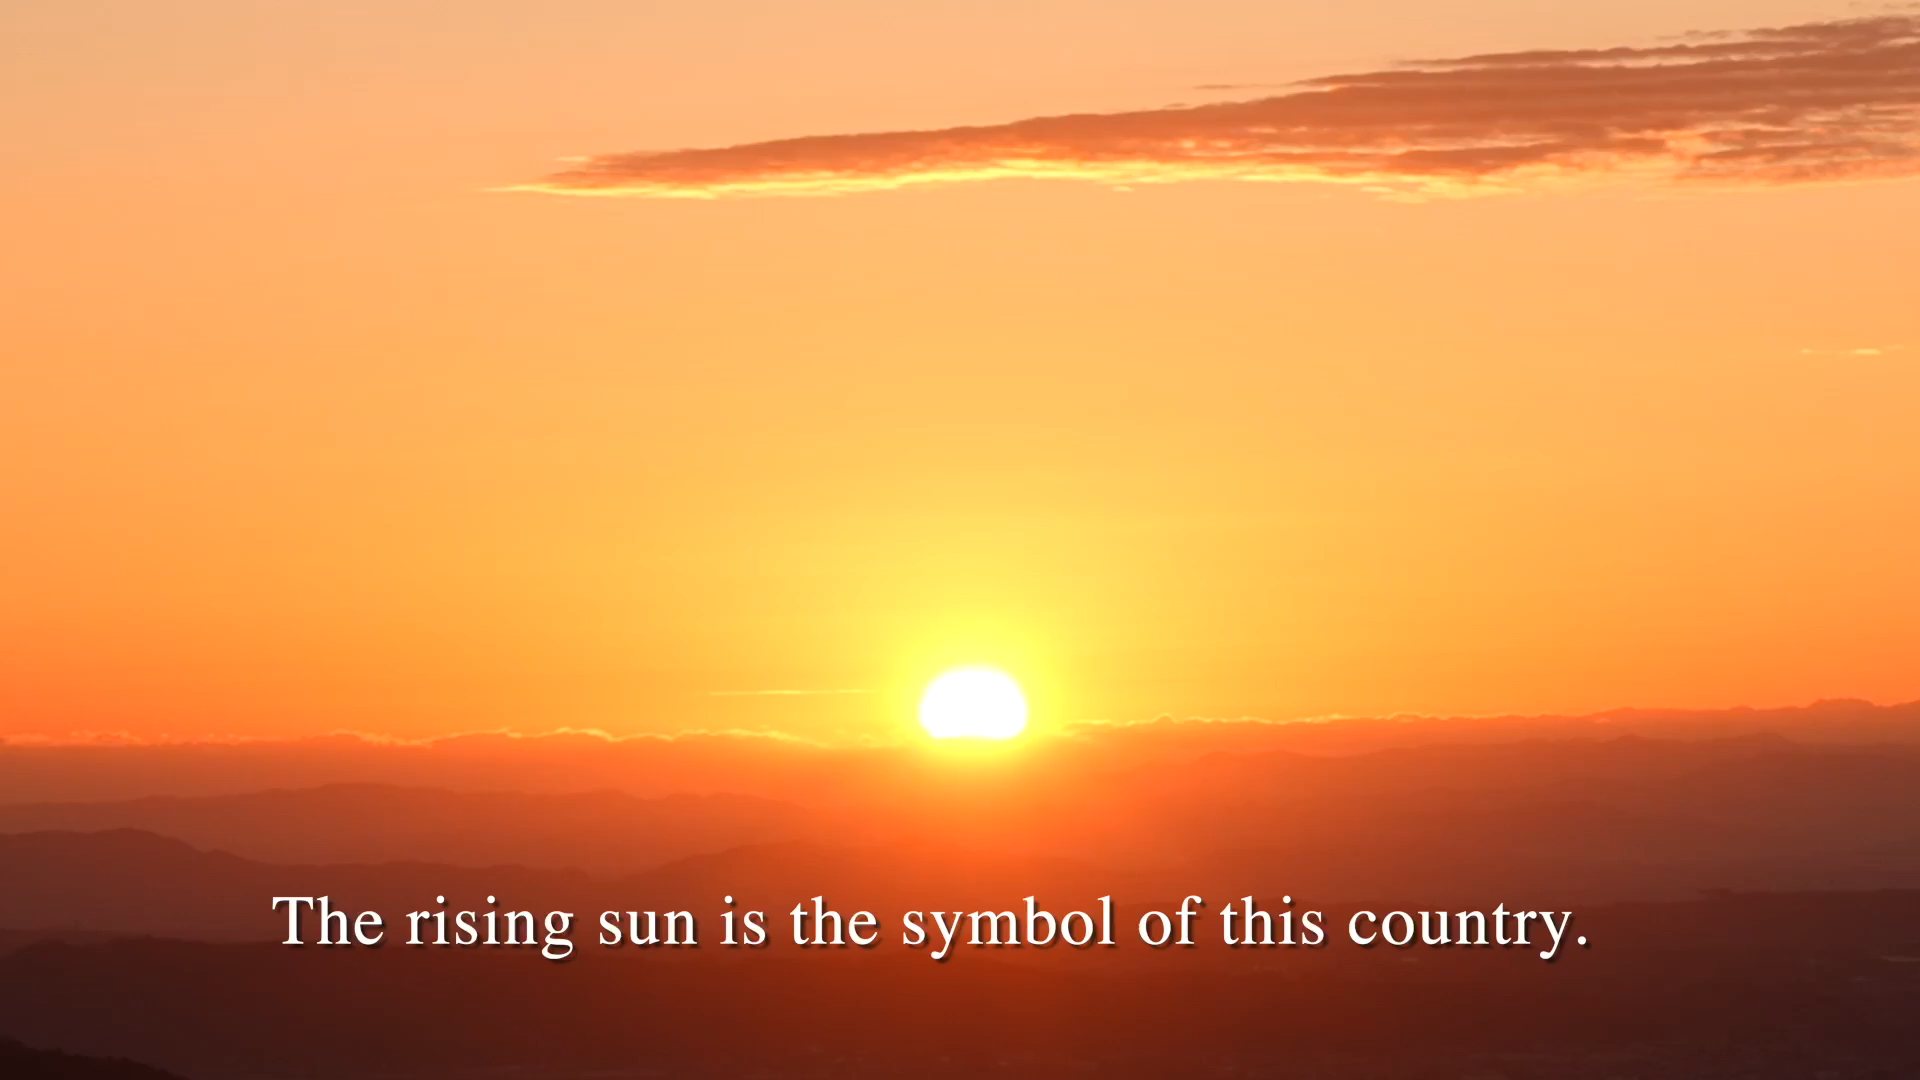 The rising sun is the symbol of this country.